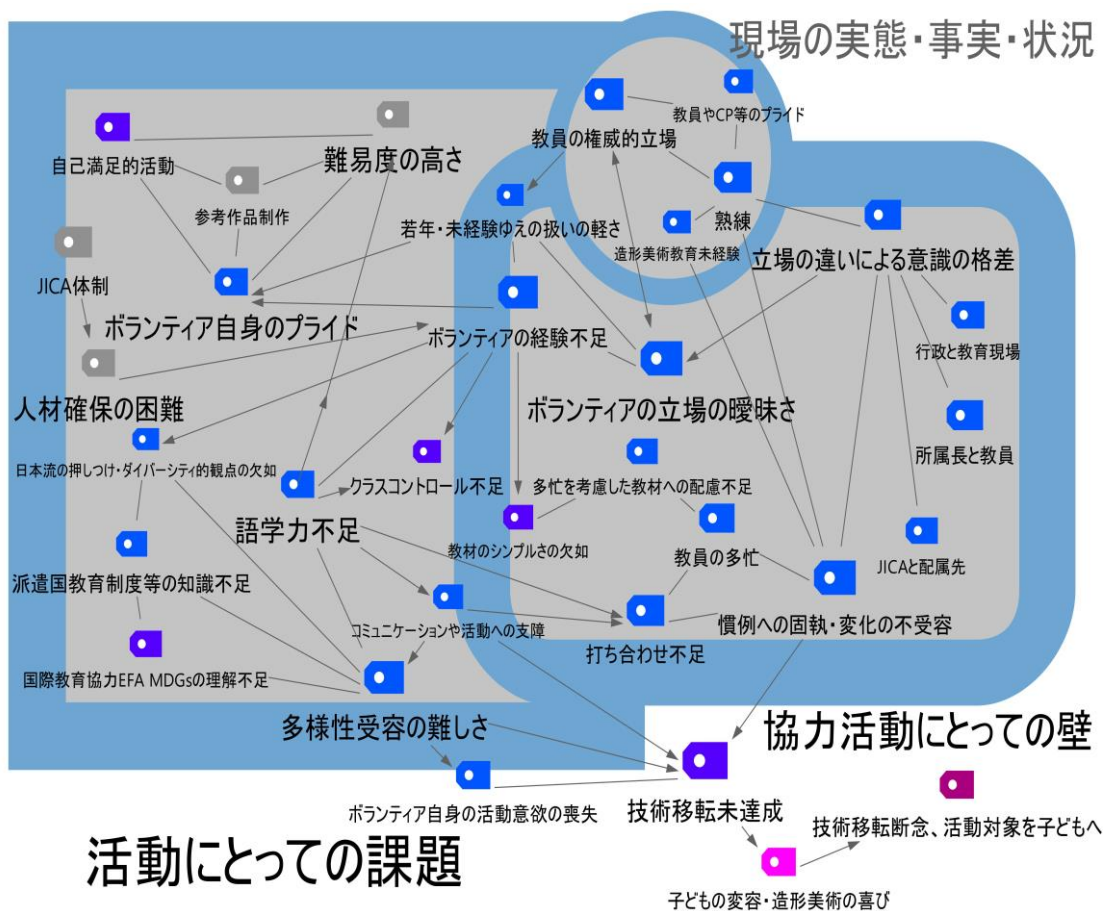 現場の実態・事実・状況
教員やCP等のプライド
教員の権威的立場
自己満足的活動
難易度の高さ
参考作品制作
若年・未経験ゆえの扱いの軽さ
熟練
造形美術教育未経験
立場の違いによる意識の格差
JICA体制
ボランティア自身のプライド
ボランティアの経験不足
行政と教育現場
人材確保の困難
ボランティアの立場の曖昧さ
所属長と教員
日本流の押しつけ・ダイバーシティ的観点の欠如
クラスコントロール不足
多忙を考慮した教材への配慮不足
語学力不足
教材のシンプルさの欠如
教員の多忙
JICAと配属先
派遣国教育制度等の知識不足
コミュニケーションや活動への支障
慣例への固執・変化の不受容
打ち合わせ不足
国際教育協力EFA MDGsの理解不足
多様性受容の難しさ
協力活動にとっての壁
ボランティア自身の活動意欲の喪失
技術移転未達成
技術移転断念、活動対象を子どもへ
活動にとっての課題
子どもの変容・造形美術の喜び